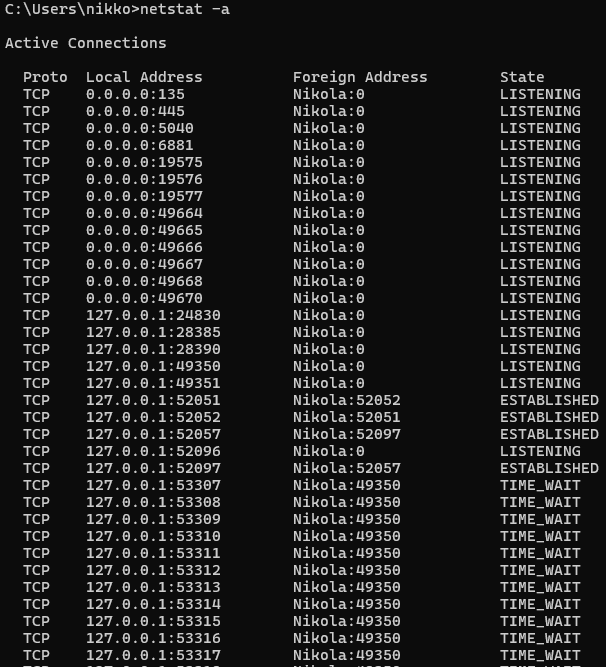 C:\Users\nikko>netstat -a
Active Connections
Proto  Local Address          Foreign Address        State
TCP    0.0.0.0:135            Nikola:0               LISTENING
TCP    0.0.0.0:445            Nikola:0               LISTENING
TCP    0.0.0.0:5040           Nikola:0               LISTENING
TCP    0.0.0.0:6881           Nikola:0               LISTENING
TCP    0.0.0.0:19575          Nikola:0               LISTENING
TCP    0.0.0.0:19576          Nikola:0               LISTENING
TCP    0.0.0.0:19577          Nikola:0               LISTENING
TCP    0.0.0.0:49664          Nikola:0               LISTENING
TCP    0.0.0.0:49665          Nikola:0               LISTENING
TCP    0.0.0.0:49666          Nikola:0               LISTENING
TCP    0.0.0.0:49667          Nikola:0               LISTENING
TCP    0.0.0.0:49668          Nikola:0               LISTENING
TCP    0.0.0.0:49670          Nikola:0               LISTENING
TCP    127.0.0.1:24830        Nikola:0               LISTENING
TCP    127.0.0.1:28385        Nikola:0               LISTENING
TCP    127.0.0.1:28390        Nikola:0               LISTENING
TCP    127.0.0.1:49350        Nikola:0               LISTENING
TCP    127.0.0.1:49351        Nikola:0               LISTENING
TCP    127.0.0.1:52051        Nikola:52052           ESTABLISHED
TCP    127.0.0.1:52052        Nikola:52051           ESTABLISHED
TCP    127.0.0.1:52057        Nikola:52097           ESTABLISHED
TCP    127.0.0.1:52096        Nikola:0               LISTENING
TCP    127.0.0.1:52097        Nikola:52057           ESTABLISHED
TCP    127.0.0.1:53307        Nikola:49350           TIME_WAIT
TCP    127.0.0.1:53308        Nikola:49350           TIME_WAIT
TCP    127.0.0.1:53309        Nikola:49350           TIME_WAIT
TCP    127.0.0.1:53310        Nikola:49350           TIME_WAIT
TCP    127.0.0.1:53311        Nikola:49350           TIME_WAIT
TCP    127.0.0.1:53312        Nikola:49350           TIME_WAIT
TCP    127.0.0.1:53313        Nikola:49350           TIME_WAIT
TCP    127.0.0.1:53314        Nikola:49350           TIME_WAIT
TCP    127.0.0.1:53315        Nikola:49350           TIME_WAIT
TCP    127.0.0.1:53316        Nikola:49350           TIME_WAIT
TCP    127.0.0.1:53317        Nikola:49350           TIME_WAIT